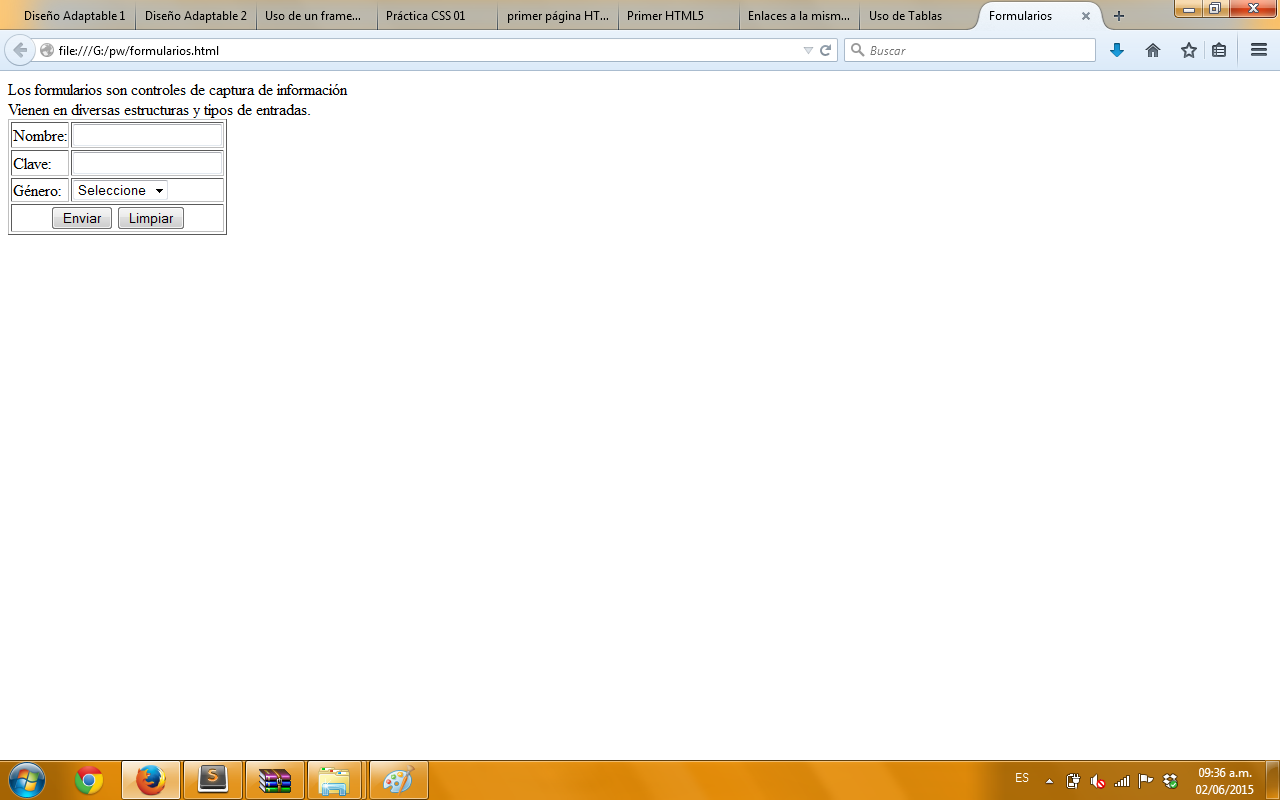 Diseño Adaptable 1
Diseño Adaptable 2
Uso de un frame...
Práctica CSS 01
primer página HT...
Primer HTML5
Enlaces a la mism...
Uso de Tablas
Formularios
file:///G:/pw/formularios.html
Buscar
Los formularios son controles de captura de información
Vienen en diversas estructuras y tipos de entradas.
Nombre:
Clave:
Género: Seleccione
Enviar Limpiar
S
ES
09:36 a.m.
02/06/2015